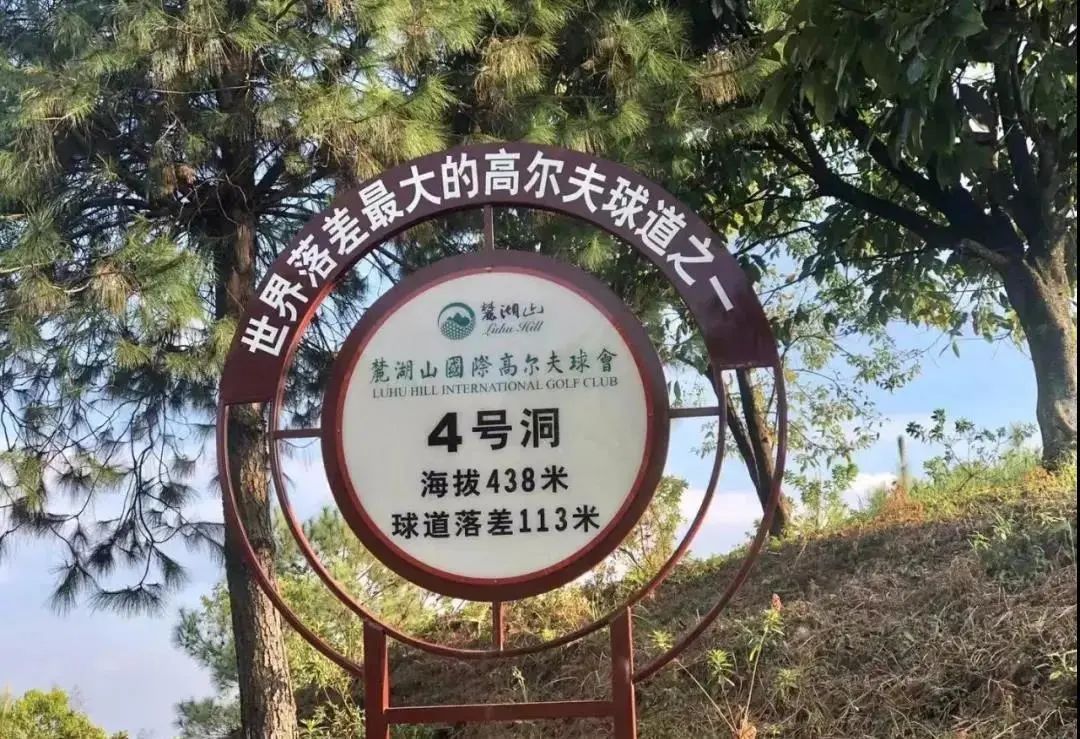 世界落差最大的高尔夫球道之一
麓湖山
Luhu Hill
麓湖山國際高尔夫球會
LUHU HILL INTERNATIONAL GOLF CLUB
4号洞
海拔438米
球道落差113米